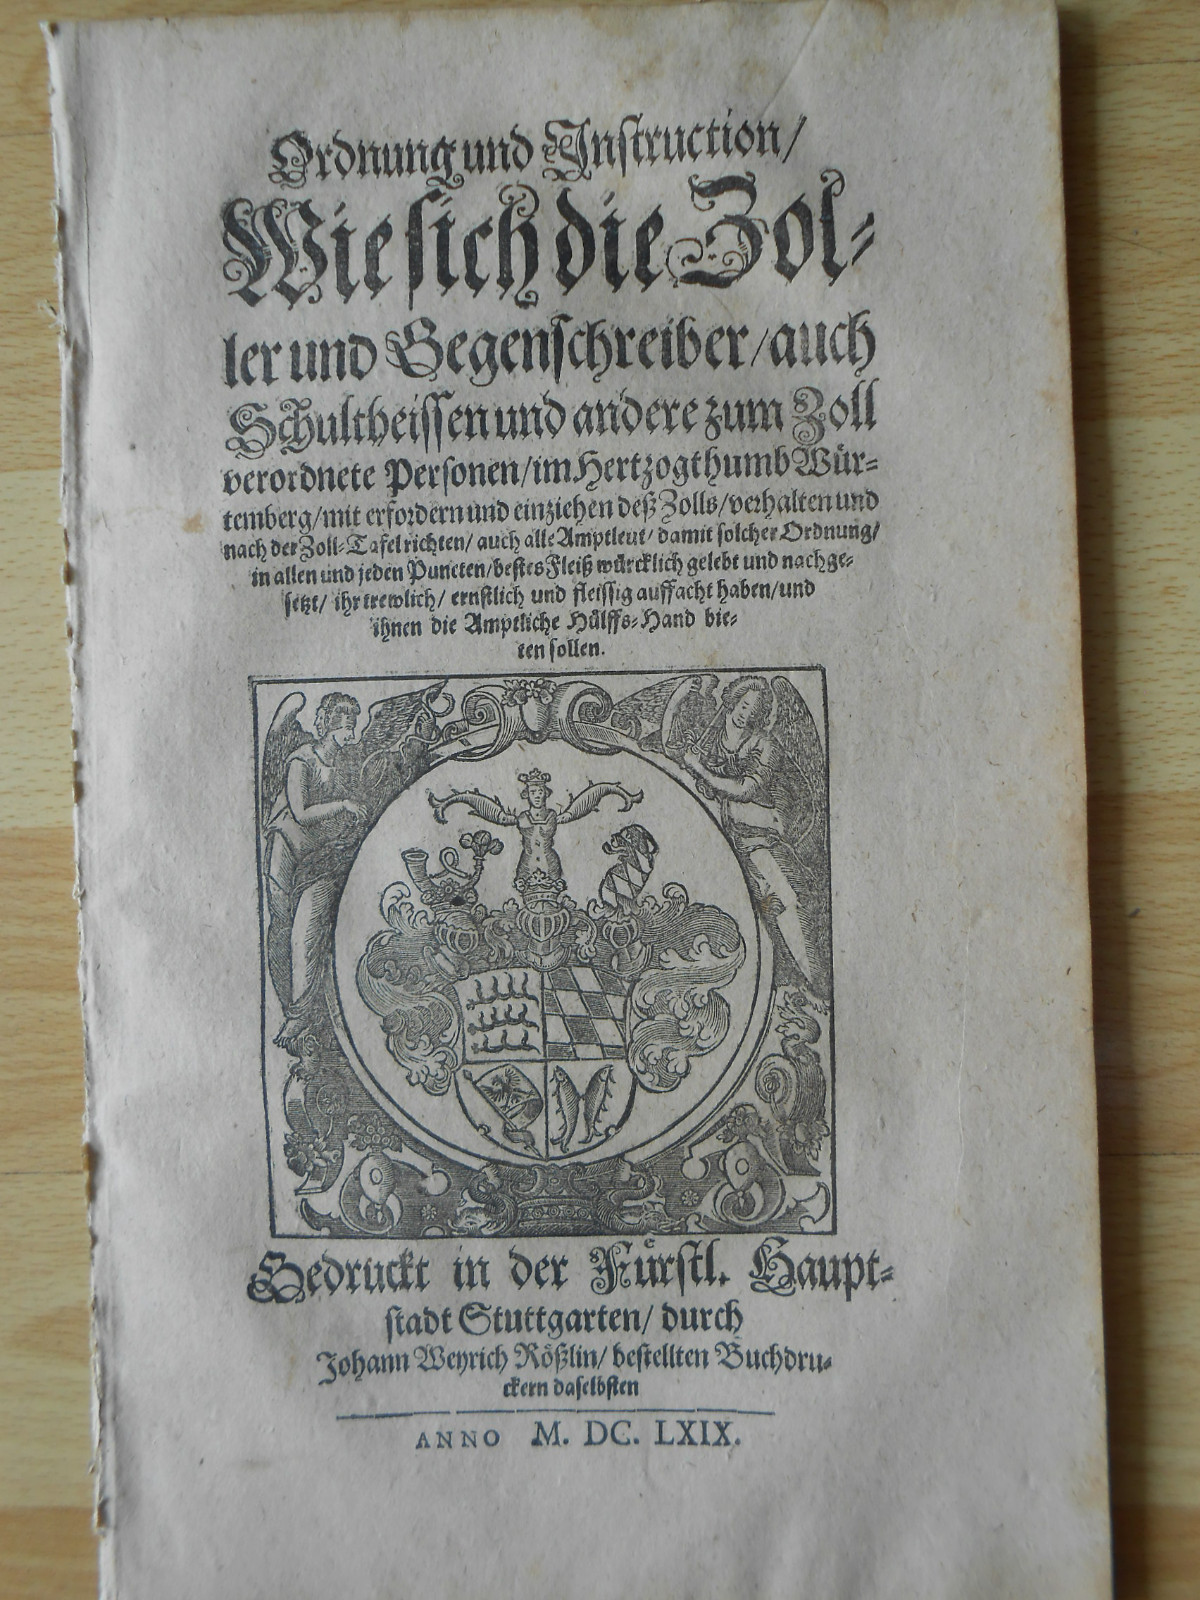 Ordnung und Instruction/
Wie sich die Zol-
ler und Gegenschreiber/auch
Schultheissen und andere zum Zoll
verordnete Personen/im Hertzogthumb Wür-
temberg/mit erfordern und einziehen deß Zolls/verhalten und
nach der Zoll-Tafel richten/ auch alle Amptleut/ damit solcher Ordnung/
in allen und jeden Puncten/bestes Fleiß würcklich gelebt und nachge-
setzt/ ihr trewlich/ ernstlich und fleissig auffacht haben/und
ihnen die Amptliche Hülffs-Hand bie-
ten sollen.
Gedruckt in der Fürstl. Haupt-
stadt Stuttgarten/ durch
Johann Weyrich Rößlin/ bestellten Buchdru-
ckern daselbsten
ANNO M. DC. LXIX.